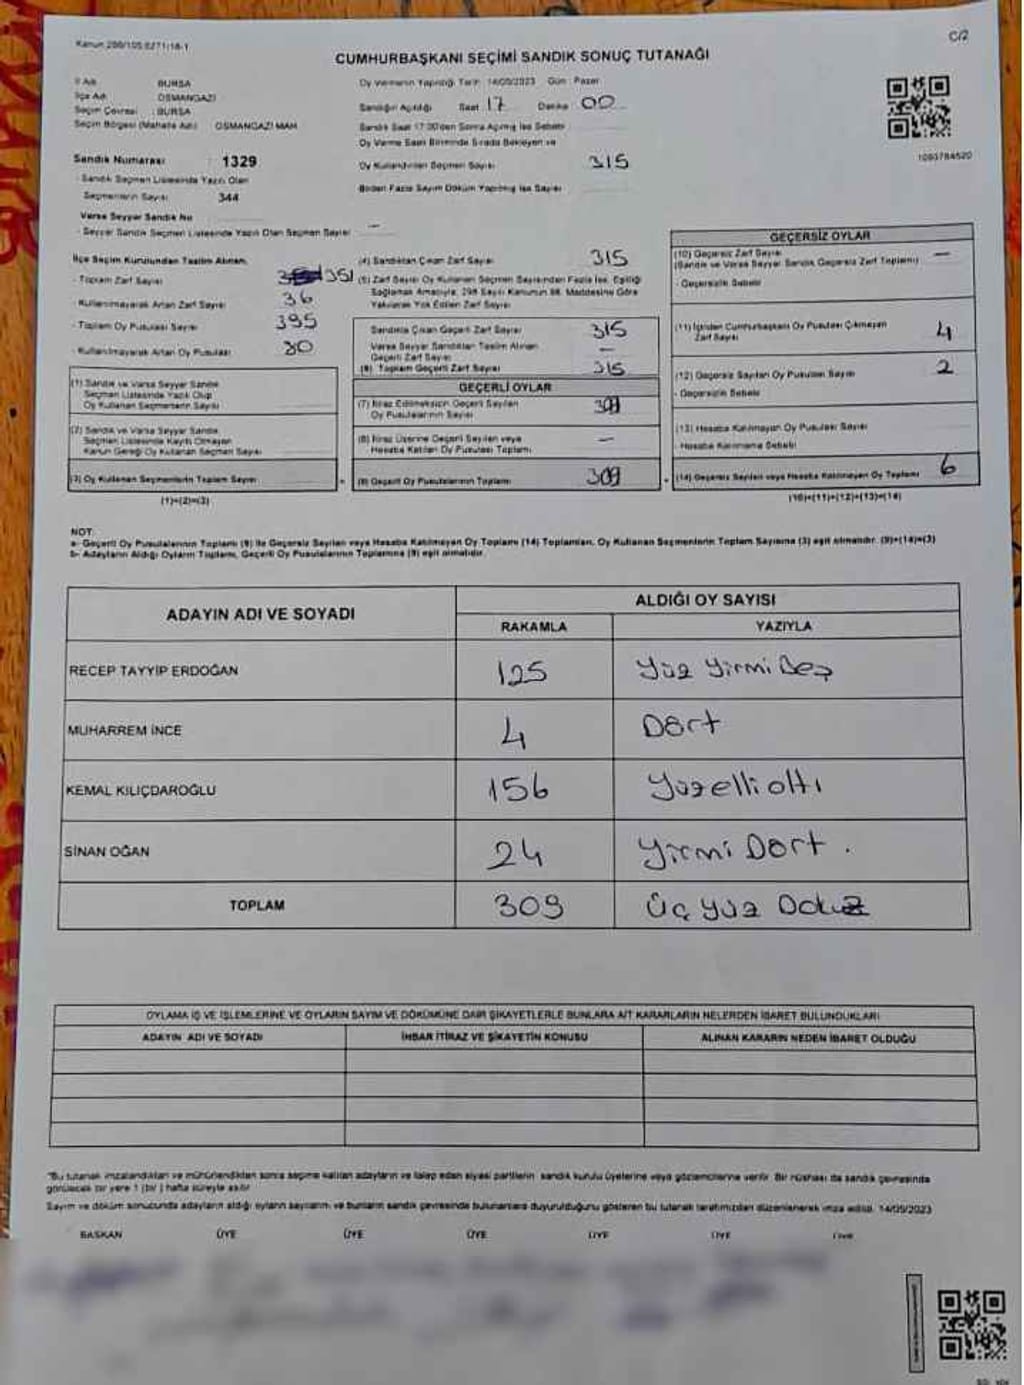 C/2
CUMHURBAŞKANI SEÇİMİ SANDIK SONUÇ TUTANAĞI
İl Adı : BURSA
İlçe Adı : OSMANGAZİ
Seçim Çevresi : BURSA
Seçim Bölgesi (Mahalle Adı) : OSMANGAZİ MAH
Sandık Numarası : 1329
- Sandık Seçmen Listesinde Yazılı Olan
Seçmenlerin Sayısı : 344
Varsa Seyyar Sandık No
- Seyyar Sandık Seçmen Listesinde Yazılı Olan Seçmen Sayısı —
Oy Vermenin Yapıldığı Tarih 14/05/2023 Gün : Pazar
Sandığın Açıldığı Saat 17 Dakika 00
Sandık Saat 17:00'den Sonra Açılmış İse Sebebi
Oy Verme Saati Bitiminde Sırada Bekleyen ve
Oy Kullandırılan Seçmen Sayısı 315
Birden Fazla Sayım Döküm Yapılmış İse Sayısı
1093784520
İlçe Seçim Kurulundan Teslim Alınan,
- Toplam Zarf Sayısı 351
- Kullanılmayarak Artan Zarf Sayısı 36
- Toplam Oy Pusulası Sayısı 395
- Kullanılmayarak Artan Oy Pusulası 80
(1) Sandık ve Varsa Seyyar Sandık
Seçmen Listesinde Yazılı Olup
Oy Kullanan Seçmenlerin Sayısı
(2) Sandık ve Varsa Seyyar Sandık
Seçmen Listesinde Kayıtlı Olmayan
Kanun Gereği Oy Kullanan Seçmen Sayısı
(3) Oy Kullanan Seçmenlerin Toplam Sayısı
(1)+(2)=(3)
(4) Sandıktan Çıkan Zarf Sayısı 315
(5) Zarf Sayısı Oy Kullanan Seçmen Sayısından Fazla İse, Eşitliği
Sağlamak Amacıyla, 298 Sayılı Kanunun 98. Maddesine Göre
Yakılarak Yok Edilen Zarf Sayısı
Sandıkta Çıkan Geçerli Zarf Sayısı 315
Varsa Seyyar Sandıktan Teslim Alınan
Geçerli Zarf Sayısı —
(6) Toplam Geçerli Zarf Sayısı 315
GEÇERLİ OYLAR
(7) İtiraz Edilmeksizin Geçerli Sayılan
Oy Pusulalarının Sayısı 309
(8) İtiraz Üzerine Geçerli Sayılan veya
Hesaba Katılan Oy Pusulası Toplamı —
(9) Geçerli Oy Pusulalarının Toplamı 309
GEÇERSİZ OYLAR
(10) Geçersiz Zarf Sayısı —
(Sandık ve Varsa Seyyar Sandık Geçersiz Zarf Toplamı)
- Geçersizlik Sebebi
(11) İçinden Cumhurbaşkanı Oy Pusulası Çıkmayan
Zarf Sayısı 4
(12) Geçersiz Sayılan Oy Pusulası Sayısı 2
- Geçersizlik Sebebi
(13) Hesaba Katılmayan Oy Pusulası Sayısı
- Hesaba Katılmama Sebebi
(14) Geçersiz Sayılan veya Hesaba Katılmayan Oy Toplamı 6
(10)+(11)+(12)+(13)=(14)
NOT:
a- Geçerli Oy Pusulalarının Toplamı (9) ile Geçersiz Sayılan veya Hesaba Katılmayan Oy Toplamı (14) Toplamları, Oy Kullanan Seçmenlerin Toplam Sayısına (3) eşit olmalıdır. (9)+(14)=(3)
b- Adayların Aldığı Oyların Toplamı, Geçerli Oy Pusulalarının Toplamına (9) eşit olmalıdır.
ADAYIN ADI VE SOYADI
ALDIĞI OY SAYISI
RAKAMLA YAZIYLA
RECEP TAYYİP ERDOĞAN 125 Yüz Yirmi Beş
MUHARREM İNCE 4 Dört
KEMAL KILIÇDAROĞLU 156 Yüzelli altı
SİNAN OĞAN 24 Yirmi Dört.
TOPLAM 309 Üç Yüz Dokuz
OYLAMA İŞ VE İŞLEMLERİNE VE OYLARIN SAYIM VE DÖKÜMÜNE DAİR ŞİKAYETLERLE BUNLARA AİT KARARLARIN NELERDEN İBARET BULUNDUKLARI
ADAYIN ADI VE SOYADI İHBAR İTİRAZ VE ŞİKAYETİN KONUSU ALINAN KARARIN NEDEN İBARET OLDUĞU
"Bu tutanak imzalandıktan ve mühürlendikten sonra seçime katılan adayların ve talep eden siyasi partilerin sandık kurulu üyelerine veya gözlemcilerine verilir. Bir nüshası da sandık çevresinde
görülecek bir yere 1 (bir) hafta süreyle asılır.
Sayım ve döküm sonucunda adayların aldığı oyların sayılarını ve bunların sandık çevresinde bulunanlara duyurulduğunu gösteren bu tutanak tarafımızdan düzenlenerek imza edildi. 14/05/2023
BAŞKAN ÜYE ÜYE ÜYE ÜYE ÜYE ÜYE